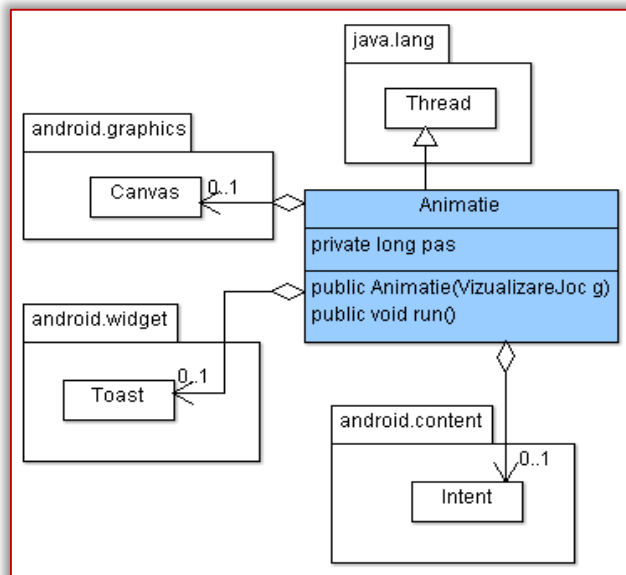 java.lang
Thread
android.graphics
Canvas
0..1
Animatie
private long pas
public Animatie(VizualizareJoc g)
public void run()
android.widget
0..1
Toast
android.content
0..1
Intent